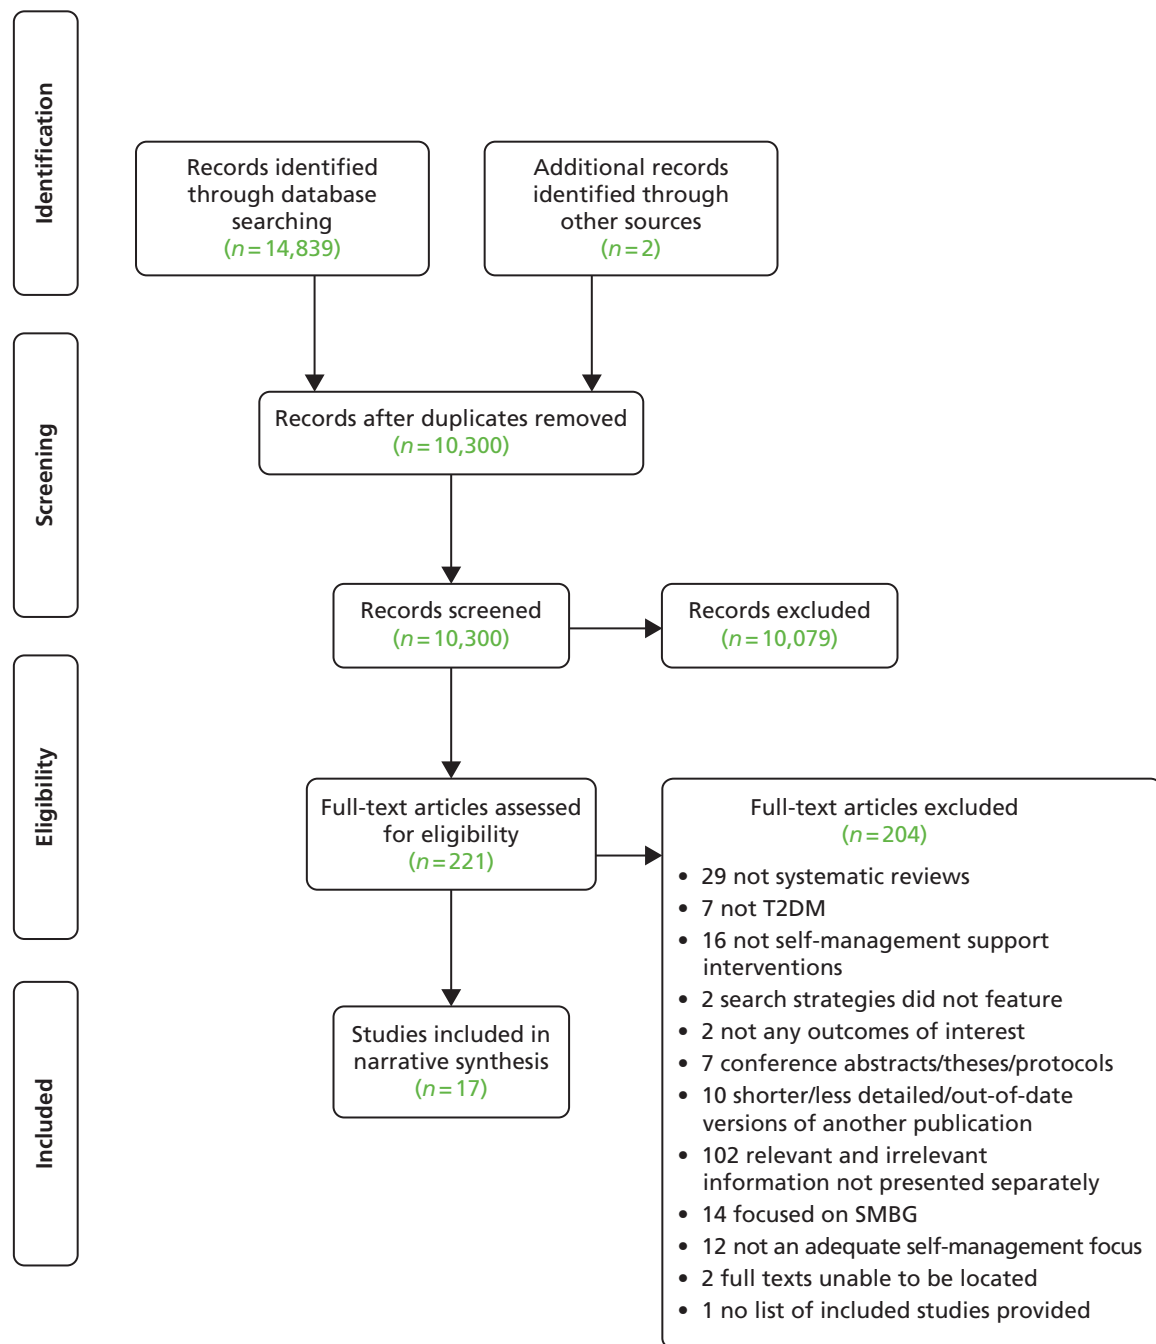 Identification
Records identified
through database
searching
(n=14,839)
Additional records
identified through
other sources
(n=2)
Screening
Records after duplicates removed
(n=10,300)
Records screened
(n=10,300)
Records excluded
(n=10,079)
Eligibility
Full-text articles assessed
for eligibility
(n=221)
Full-text articles excluded
(n=204)
• 29 not systematic reviews
• 7 not T2DM
• 16 not self-management support
interventions
• 2 search strategies did not feature
• 2 not any outcomes of interest
• 7 conference abstracts/theses/protocols
• 10 shorter/less detailed/out-of-date
versions of another publication
• 102 relevant and irrelevant
information not presented separately
• 14 focused on SMBG
• 12 not an adequate self-management focus
• 2 full texts unable to be located
• 1 no list of included studies provided
Included
Studies included in
narrative synthesis
(n=17)